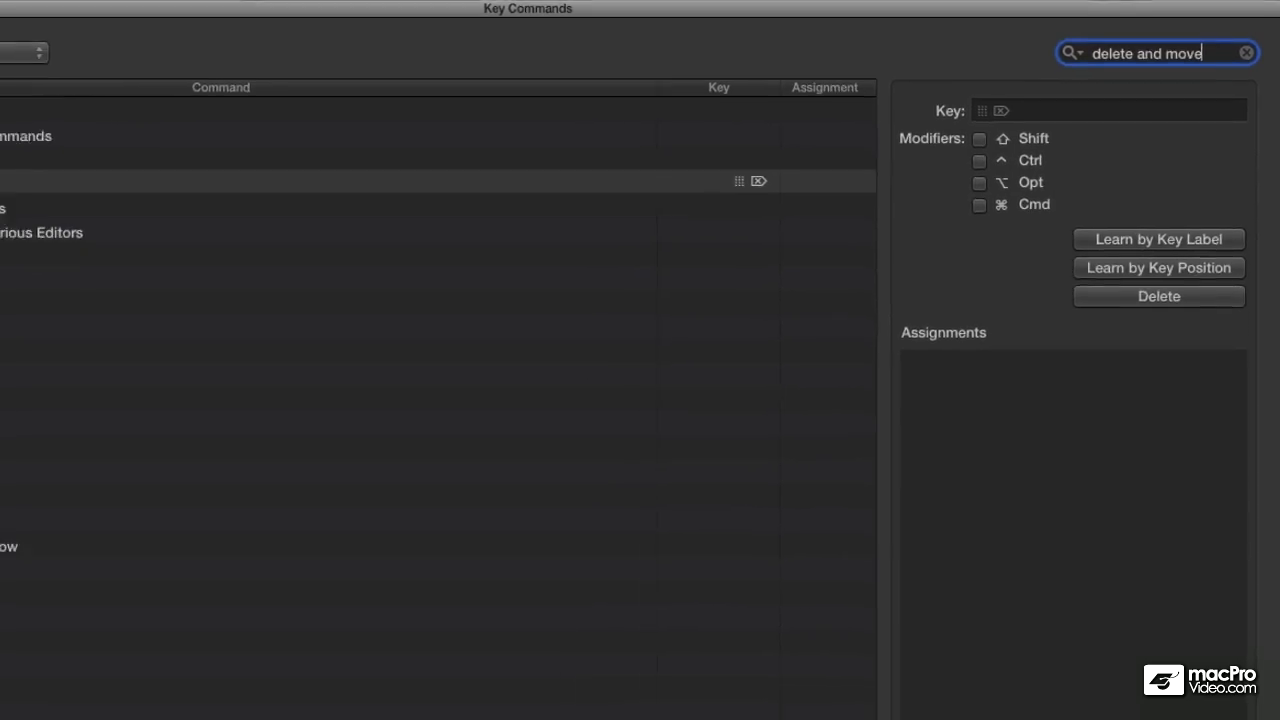 Key Commands
delete and move
Command Key Assignment
mmands
s
rious Editors
ow
Key:
Modifiers: Shift
Ctrl
Opt
Cmd
Learn by Key Label
Learn by Key Position
Delete
Assignments
macPro
Video.com